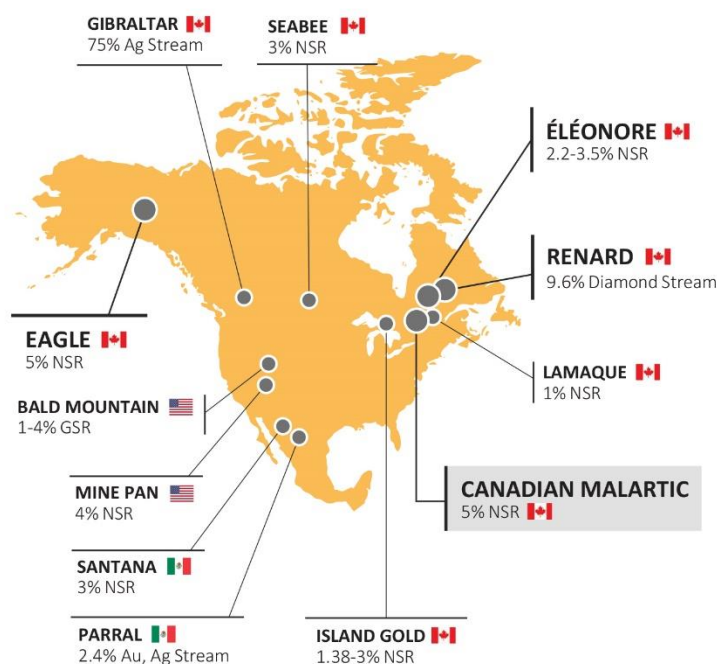 GIBRALTAR
75% Ag Stream
SEABEE
3% NSR
ÉLÉONORE
2.2-3.5% NSR
RENARD
9.6% Diamond Stream
EAGLE
5% NSR
LAMAQUE
1% NSR
BALD MOUNTAIN
1-4% GSR
MINE PAN
4% NSR
CANADIAN MALARTIC
5% NSR
SANTANA
3% NSR
PARRAL
2.4% Au, Ag Stream
ISLAND GOLD
1.38-3% NSR